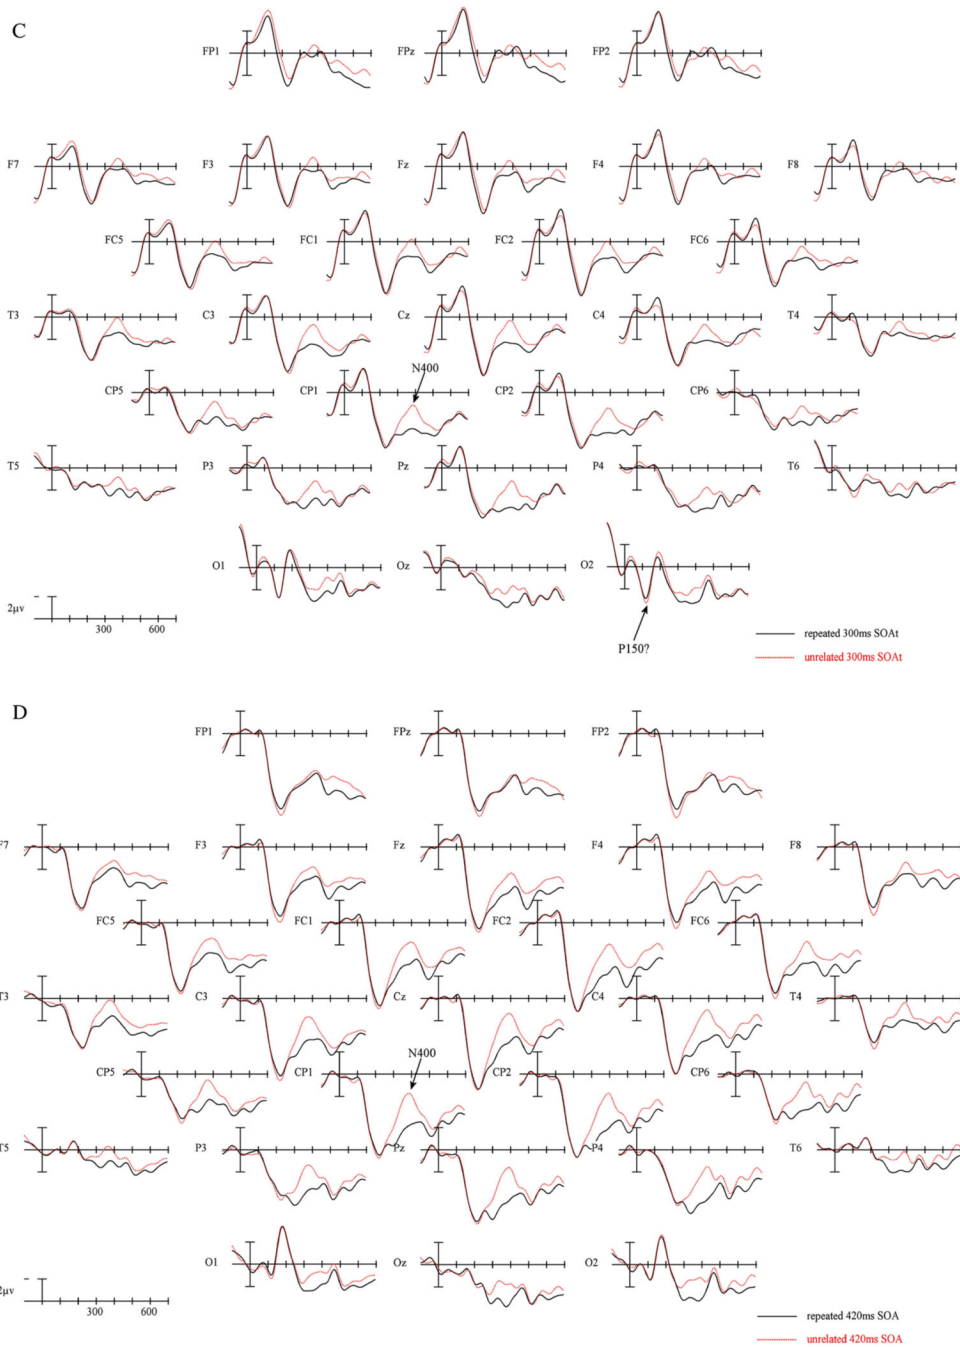 C
FP1 FPz FP2
F7 F3 Fz F4 F8
FC5 FC1 FC2 FC6
T3 C3 Cz C4 T4
N400
CP5 CP1 CP2 CP6
T5 P3 Pz P4 T6
O1 Oz O2
2µv
300 600
P150?
repeated 300ms SOAt
unrelated 300ms SOAt
D
FP1 FPz FP2
F7 F3 Fz F4 F8
FC5 FC1 FC2 FC6
T3 C3 Cz C4 T4
N400
CP5 CP1 CP2 CP6
T5 P3 Pz P4 T6
O1 Oz O2
2µv
300 600
repeated 420ms SOA
unrelated 420ms SOA